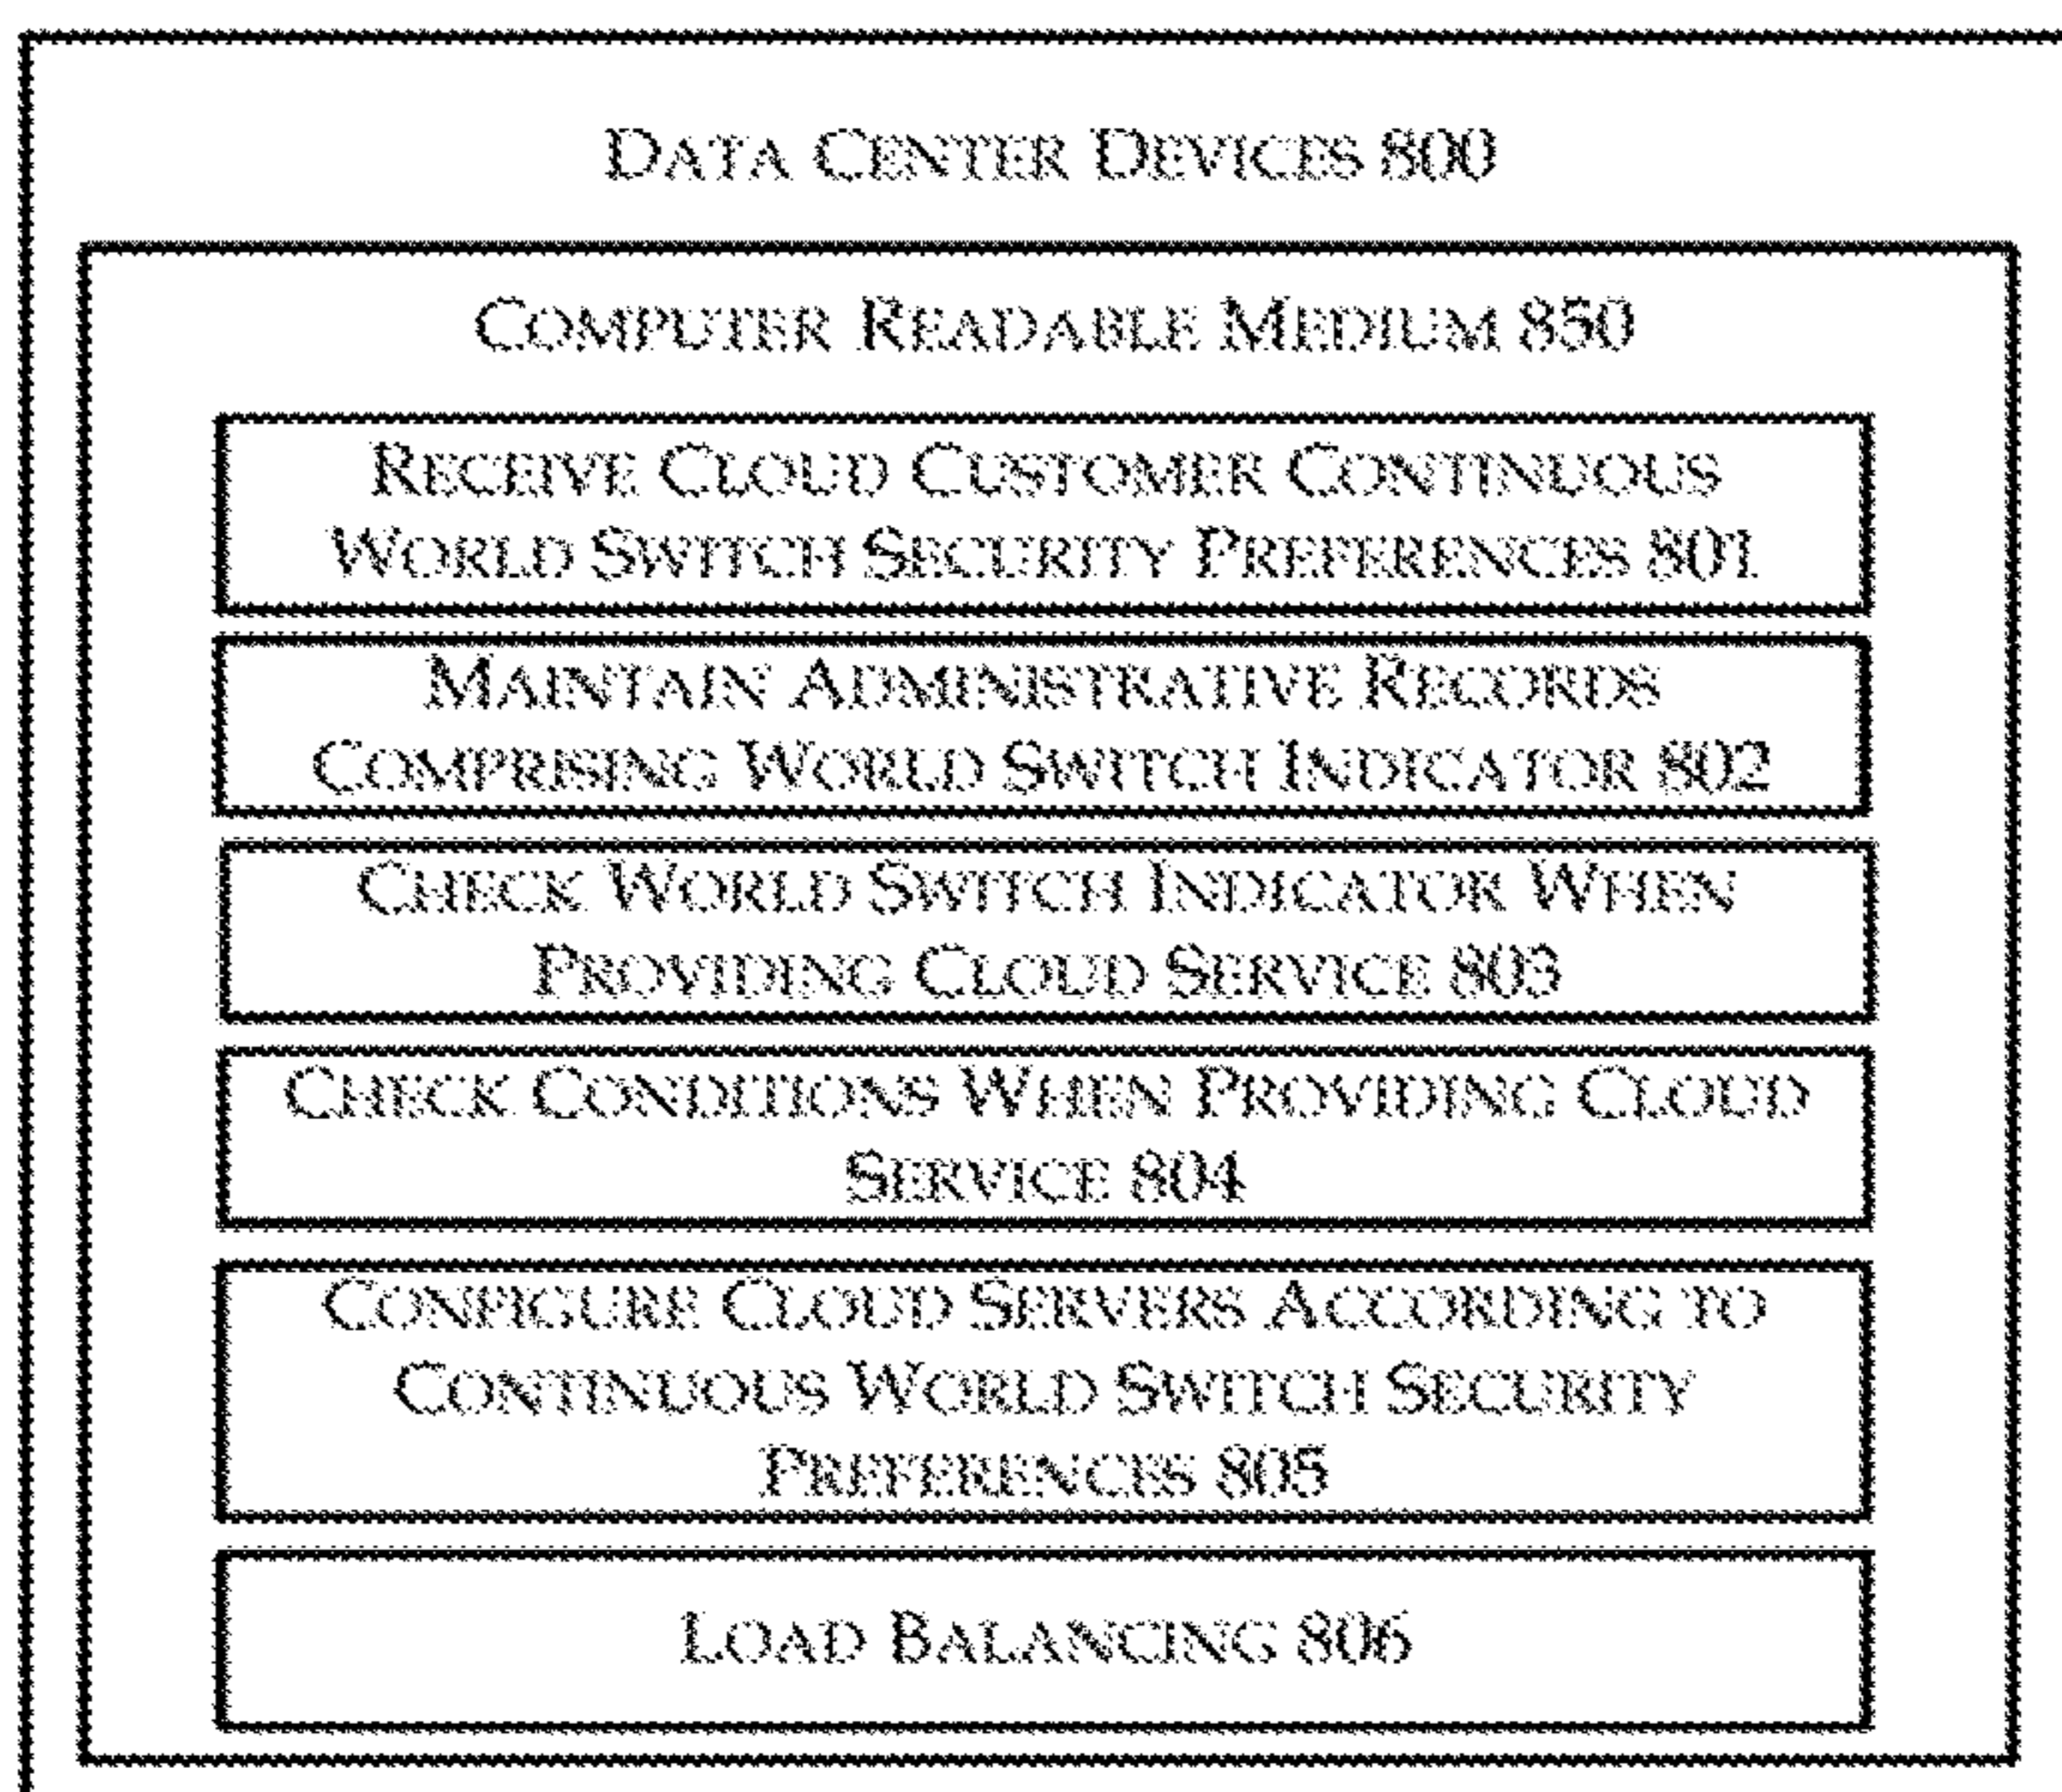 DATA CENTER DEVICES 800
COMPUTER READABLE MEDIUM 850
RECEIVE CLOUD CUSTOMER CONTINUOUS
WORLD SWITCH SECURITY PREFERENCES 801
MAINTAIN ADMINISTRATIVE RECORDS
COMPRISING WORLD SWITCH INDICATOR 802
CHECK WORLD SWITCH INDICATOR WHEN
PROVIDING CLOUD SERVICE 803
CHECK CONDITIONS WHEN PROVIDING CLOUD
SERVICE 804
CONFIGURE CLOUD SERVERS ACCORDING TO
CONTINUOUS WORLD SWITCH SECURITY
PREFERENCES 805
LOAD BALANCING 806